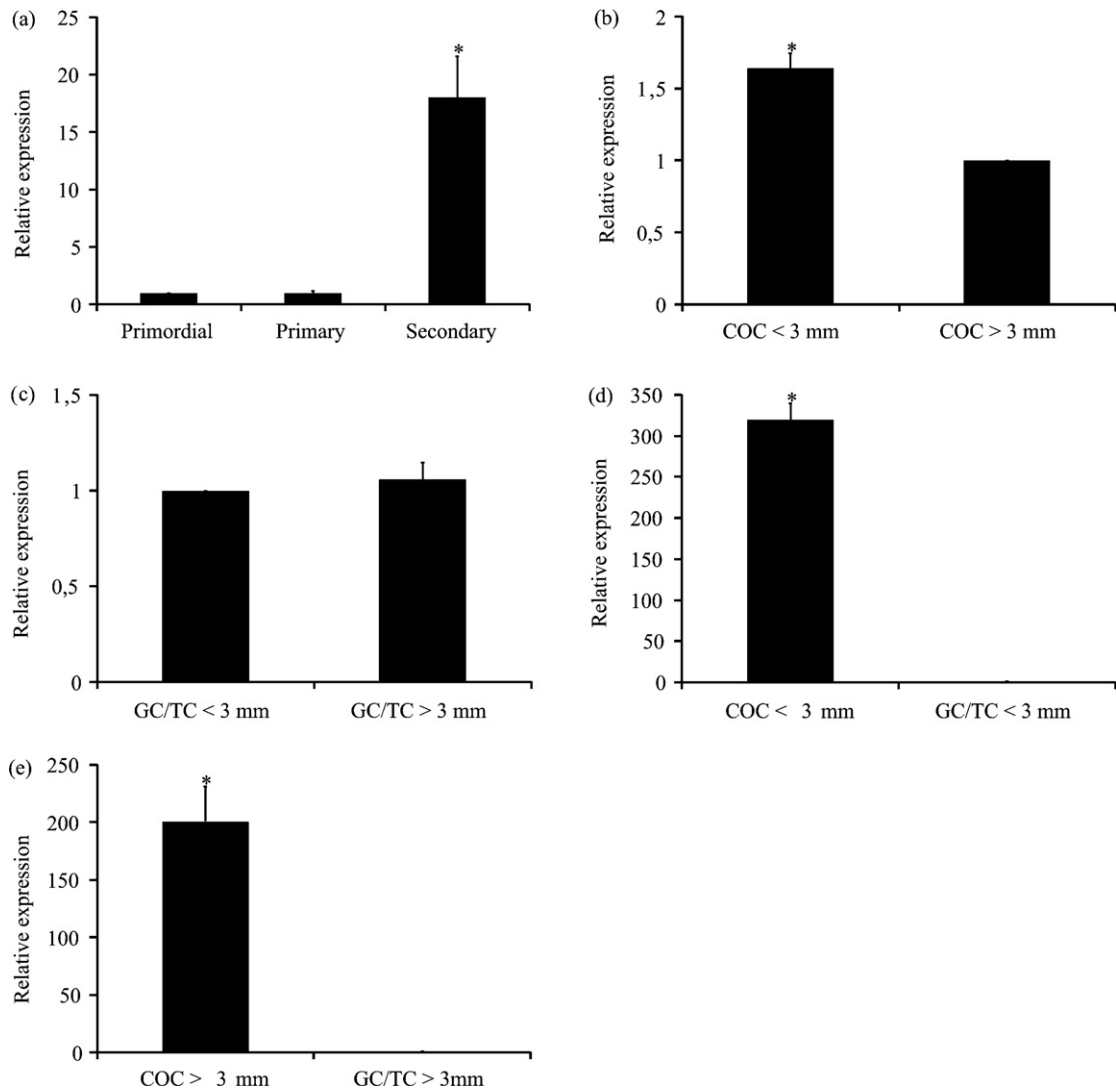 (a)
25
20
15
10
5
0
Relative expression
*
Primordial
Primary
Secondary
(b)
2
1,5
1
0,5
0
Relative expression
*
COC < 3 mm
COC > 3 mm
(c)
1,5
1
0,5
0
Relative expression
GC/TC < 3 mm
GC/TC > 3 mm
(d)
350
300
250
200
150
100
50
0
Relative expression
*
COC < 3 mm
GC/TC < 3 mm
(e)
250
200
150
100
50
0
Relative expression
*
COC > 3 mm
GC/TC > 3mm